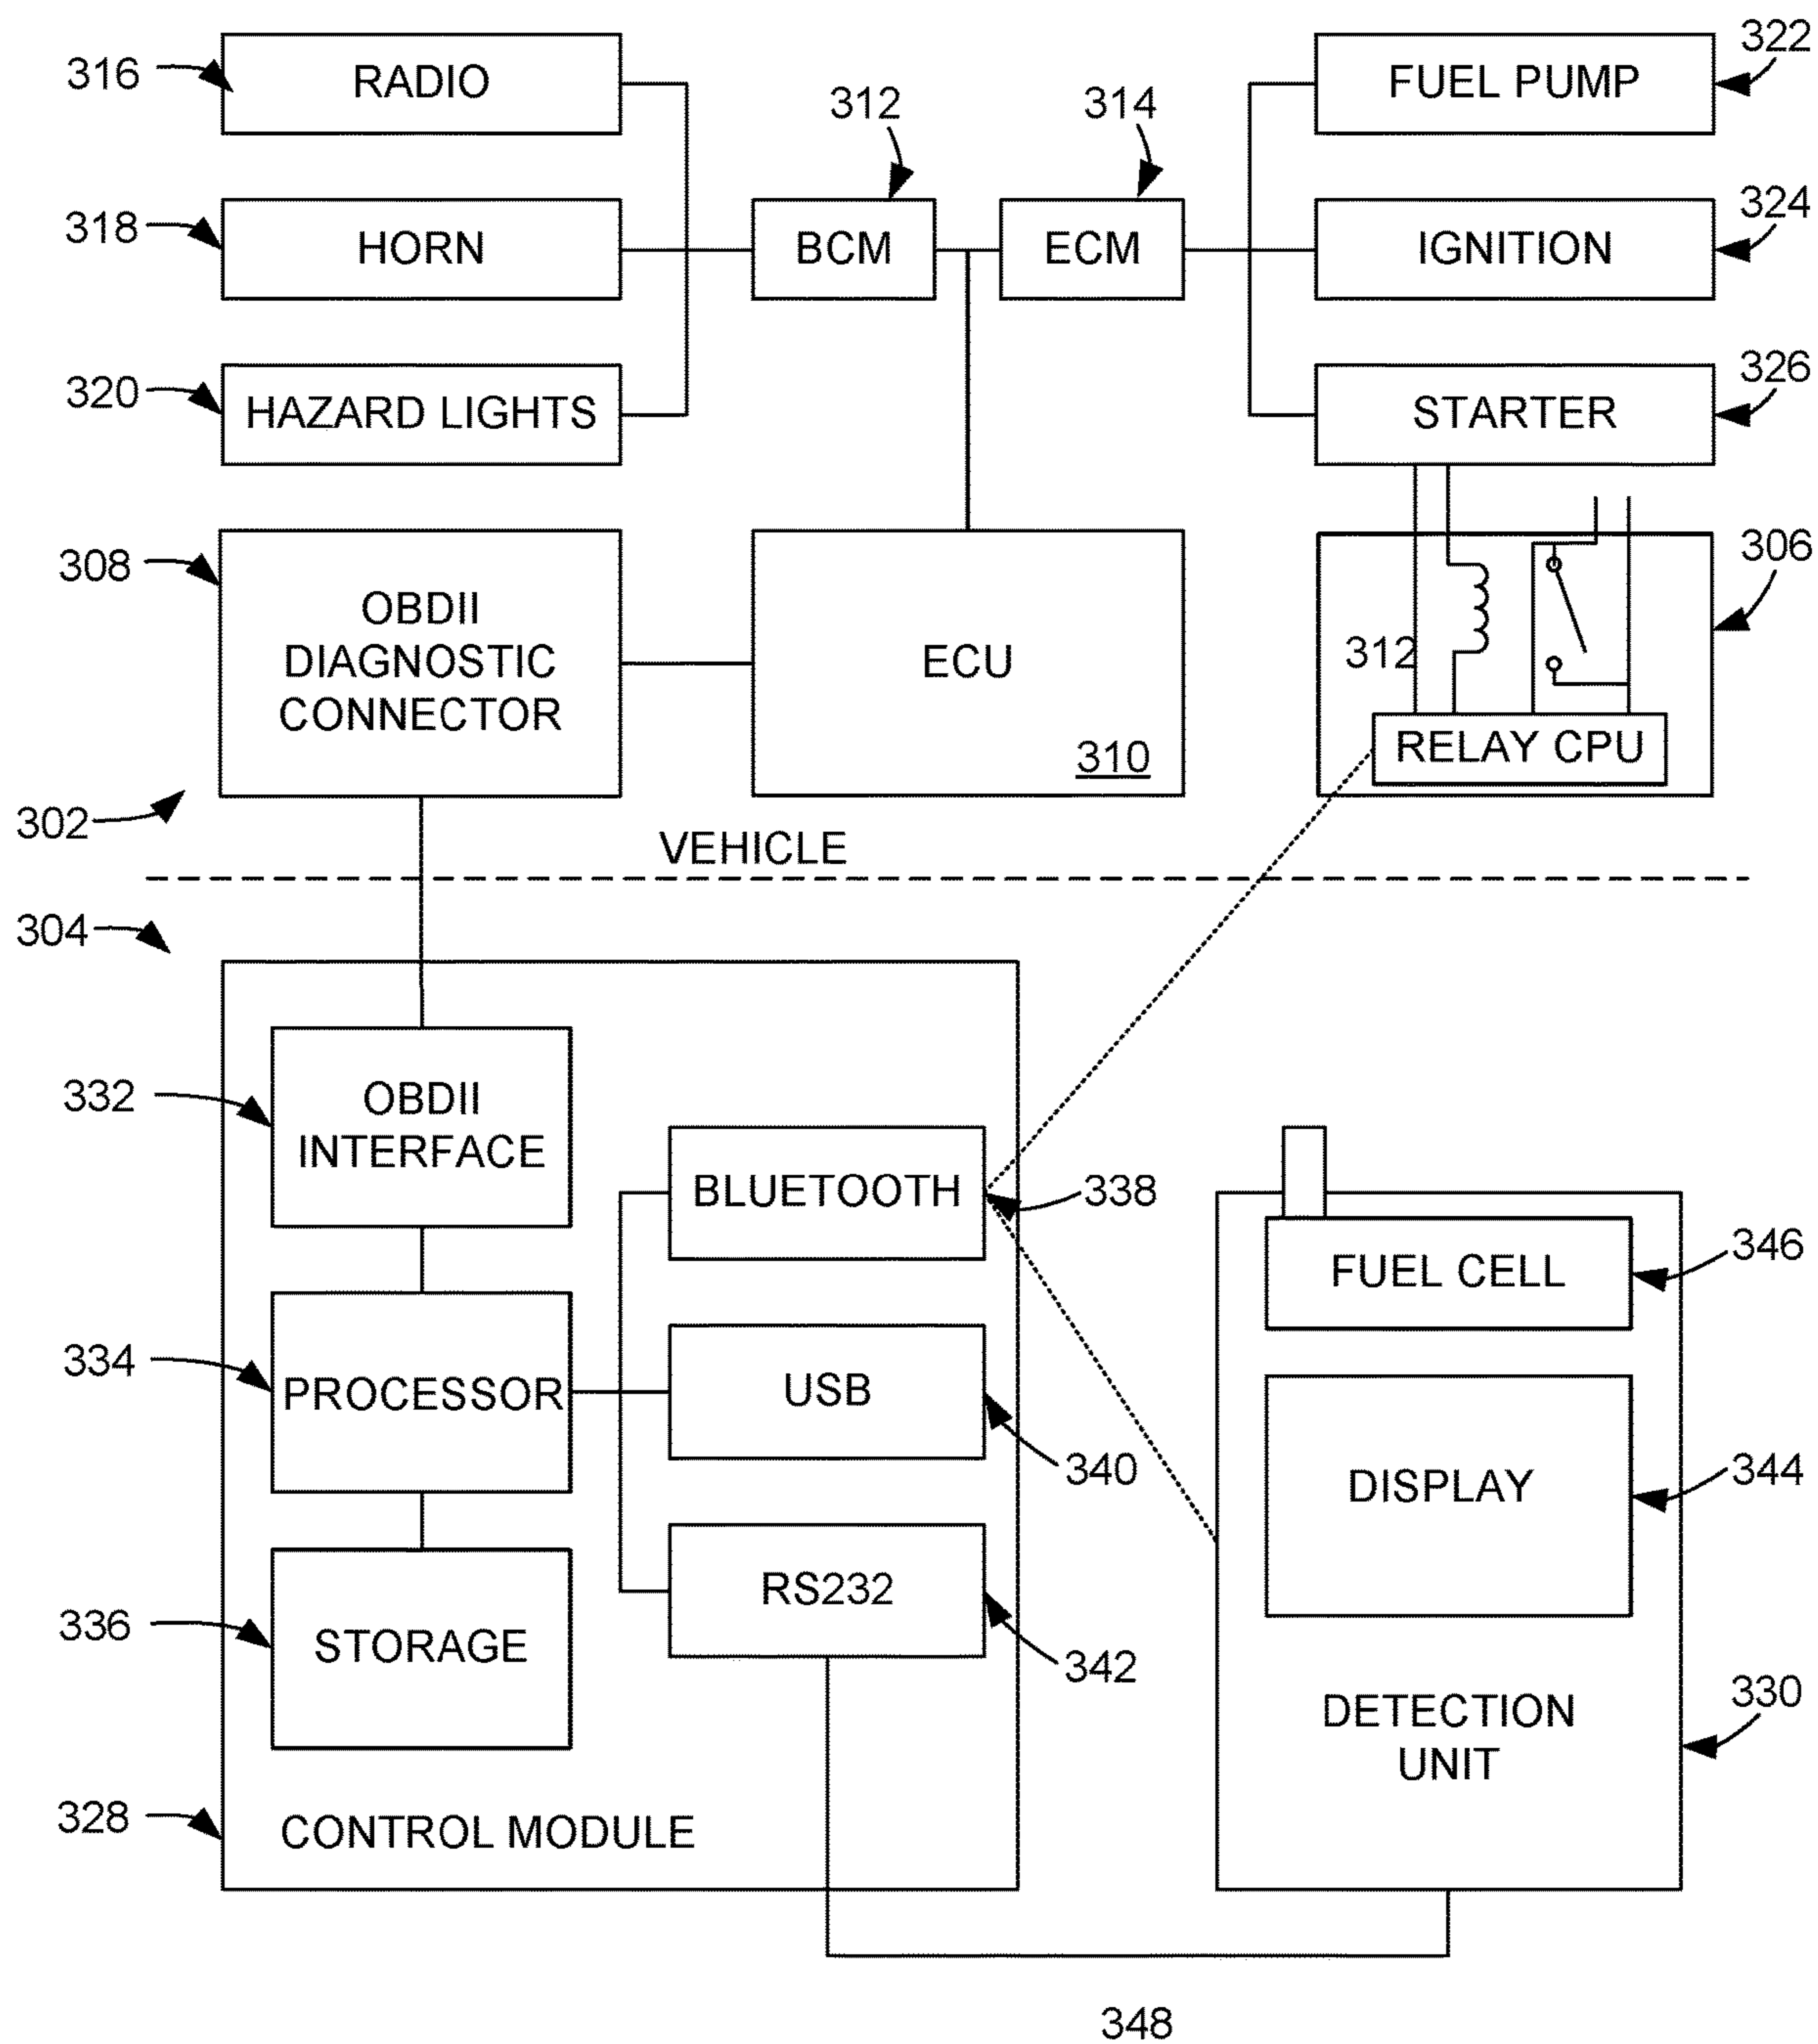 316
RADIO
312
314
FUEL PUMP
322
318
HORN
BCM
ECM
IGNITION
324
320
HAZARD LIGHTS
STARTER
326
308
OBDII
DIAGNOSTIC
CONNECTOR
ECU
310
306
312
RELAY CPU
302
VEHICLE
304
332
OBDII
INTERFACE
BLUETOOTH
338
334
PROCESSOR
USB
340
336
STORAGE
RS232
342
328
CONTROL MODULE
FUEL CELL
346
DISPLAY
344
DETECTION
UNIT
330
348